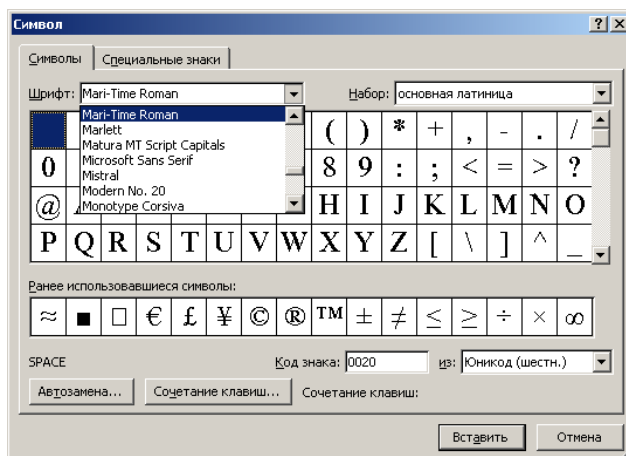 Символ
Символы Специальные знаки
Шрифт: Mari-Time Roman Набор: основная латиница
Mari-Time Roman
Marlett
Matura MT Script Capitals
Microsoft Sans Serif
Mistral
Modern No. 20
Monotype Corsiva
( ) * + , - . /
0 8 9 : ; < = > ?
@ H I J K L M N O
P Q R S T U V W X Y Z [ \ ] ^ _
Ранее использовавшиеся символы:
≈ ■ □ € £ ¥ © ® ™ ± ≠ ≤ ≥ ÷ × ∞
SPACE Код знака: 0020 из: Юникод (шестн.)
Автозамена... Сочетание клавиш... Сочетание клавиш:
Вставить Отмена